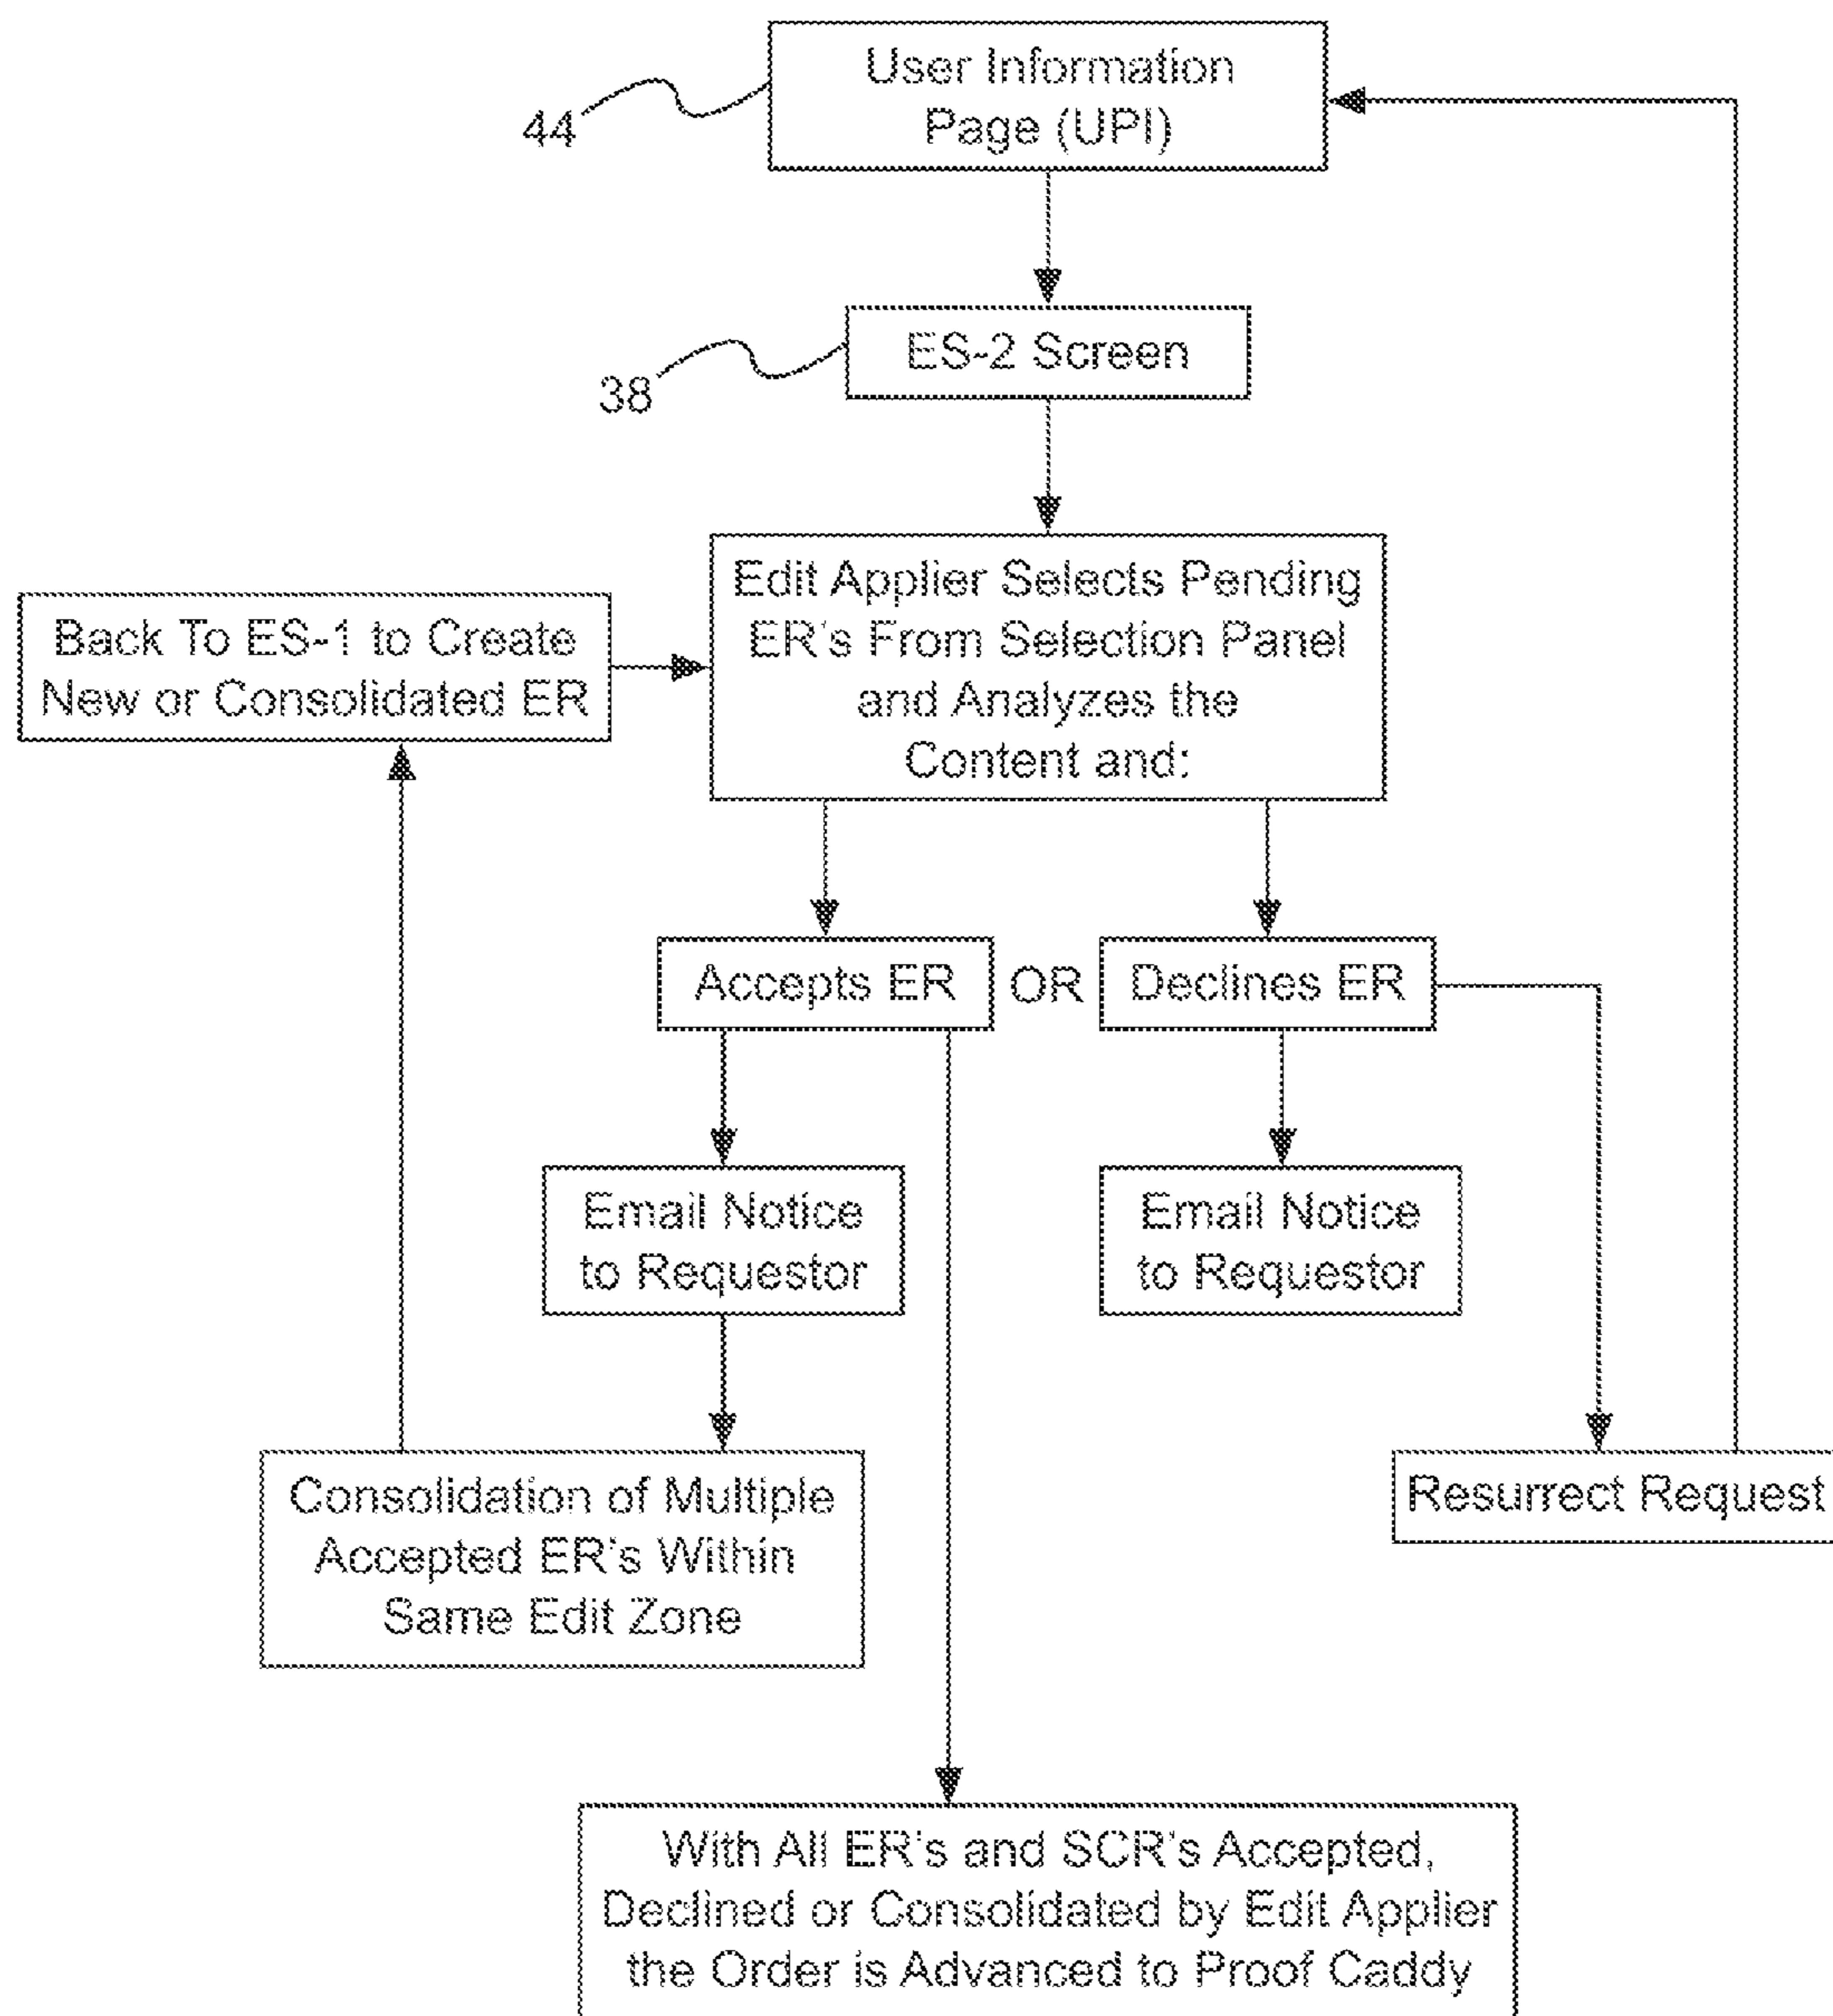 User Information
Page (UPI)
44
ES-2 Screen
38
Edit Applier Selects Pending
ER's From Selection Panel
and Analyzes the
Content and:
Back To ES-1 to Create
New or Consolidated ER
Accepts ER
OR
Declines ER
Email Notice
to Requestor
Email Notice
to Requestor
Consolidation of Multiple
Accepted ER's Within
Same Edit Zone
Resurrect Request
With All ER's and SCR's Accepted,
Declined or Consolidated by Edit Applier
the Order is Advanced to Proof Caddy